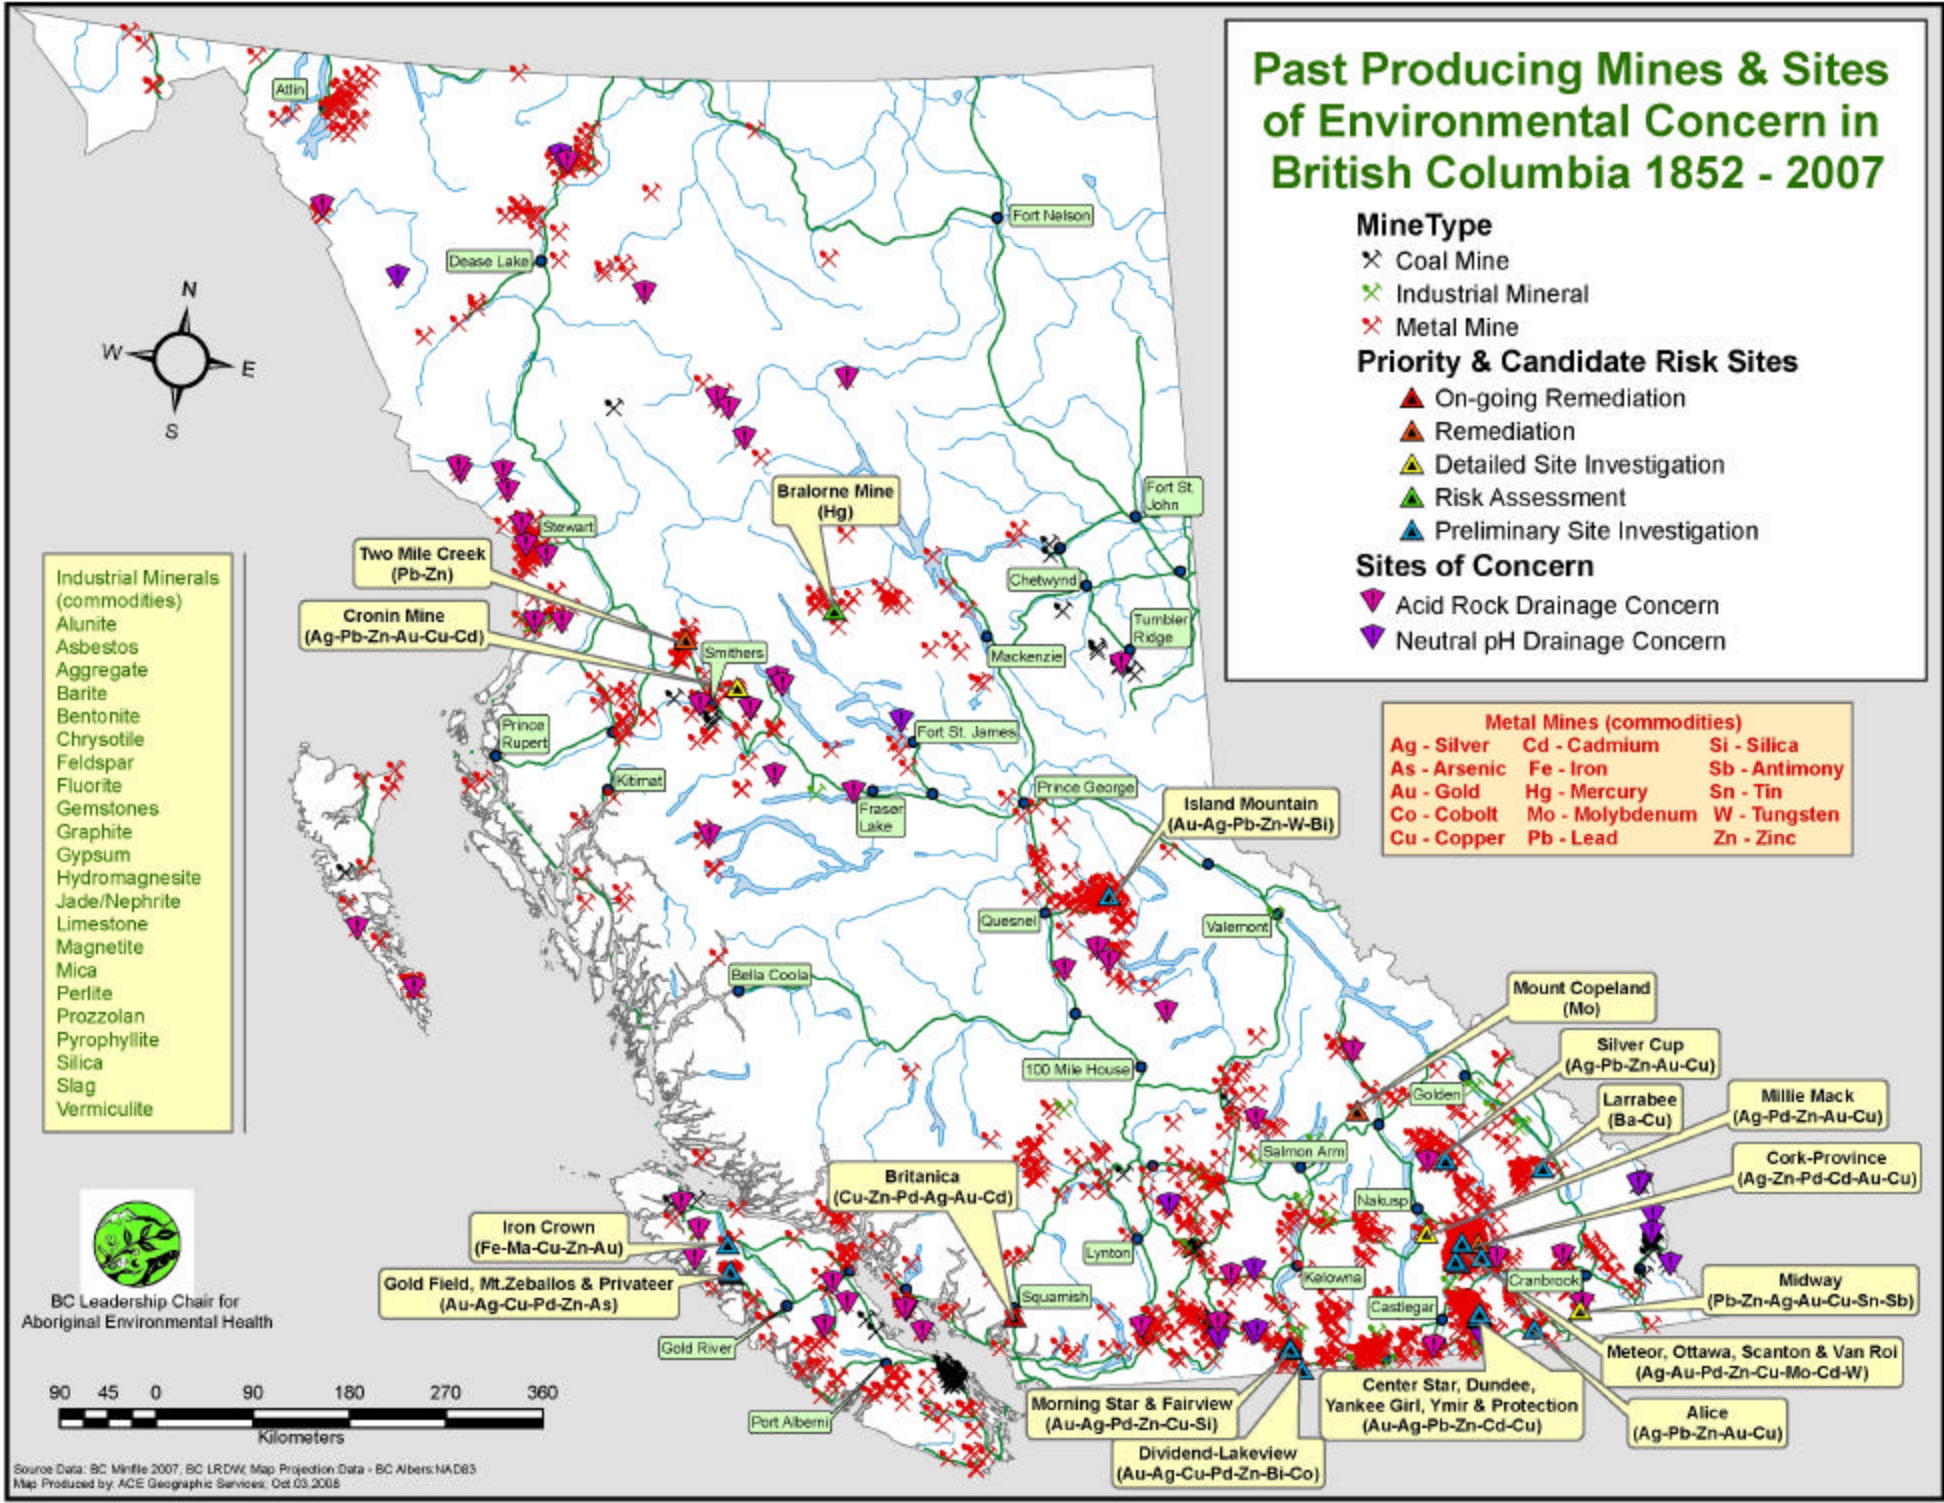 Past Producing Mines & Sites
of Environmental Concern in
British Columbia 1852 - 2007
MineType
Coal Mine
Industrial Mineral
Metal Mine
Priority & Candidate Risk Sites
On-going Remediation
Remediation
Detailed Site Investigation
Risk Assessment
Preliminary Site Investigation
Sites of Concern
Acid Rock Drainage Concern
Neutral pH Drainage Concern
Metal Mines (commodities)
Ag - Silver Cd - Cadmium Si - Silica
As - Arsenic Fe - Iron Sb - Antimony
Au - Gold Hg - Mercury Sn - Tin
Co - Cobolt Mo - Molybdenum W - Tungsten
Cu - Copper Pb - Lead Zn - Zinc
Atlin
Fort Nelson
Dease Lake
N
W
E
S
Bralorne Mine
(Hg)
Fort St.
John
Stewart
Two Mile Creek
(Pb-Zn)
Chetwynd
Cronin Mine
(Ag-Pb-Zn-Au-Cu-Cd)
Tumbler
Ridge
Smithers
Mackenzie
Industrial Minerals
(commodities)
Alunite
Asbestos
Aggregate
Barite
Bentonite
Chrysotile
Feldspar
Fluorite
Gemstones
Graphite
Gypsum
Hydromagnesite
Jade/Nephrite
Limestone
Magnetite
Mica
Perlite
Prozzolan
Pyrophyllite
Silica
Slag
Vermiculite
Prince
Rupert
Fort St. James
Kitimat
Prince George
Fraser
Lake
Island Mountain
(Au-Ag-Pb-Zn-W-Bi)
Quesnel
Valemont
Bella Coola
Mount Copeland
(Mo)
Silver Cup
(Ag-Pb-Zn-Au-Cu)
100 Mile House
Golden
Larrabee
(Ba-Cu)
Millie Mack
(Ag-Pd-Zn-Au-Cu)
Salmon Arm
Cork-Province
(Ag-Zn-Pd-Cd-Au-Cu)
Britanica
(Cu-Zn-Pd-Ag-Au-Cd)
Nakusp
Iron Crown
(Fe-Ma-Cu-Zn-Au)
Lynton
Gold Field, Mt.Zeballos & Privateer
(Au-Ag-Cu-Pd-Zn-As)
Kelowna
Cranbrook
Squamish
Castlegar
Midway
(Pb-Zn-Ag-Au-Cu-Sn-Sb)
Gold River
Meteor, Ottawa, Scanton & Van Roi
(Ag-Au-Pd-Zn-Cu-Mo-Cd-W)
Port Alberni
Morning Star & Fairview
(Au-Ag-Pd-Zn-Cu-Si)
Center Star, Dundee,
Yankee Girl, Ymir & Protection
(Au-Ag-Pb-Zn-Cd-Cu)
Alice
(Ag-Pb-Zn-Au-Cu)
Dividend-Lakeview
(Au-Ag-Cu-Pd-Zn-Bi-Co)
BC Leadership Chair for
Aboriginal Environmental Health
90 45 0 90 180 270 360
Kilometers
Source Data: BC Minfile 2007, BC LRDW, Map Projection:Data - BC Albers:NAD83
Map Produced by: ACE Geographic Services; Oct.03,2008